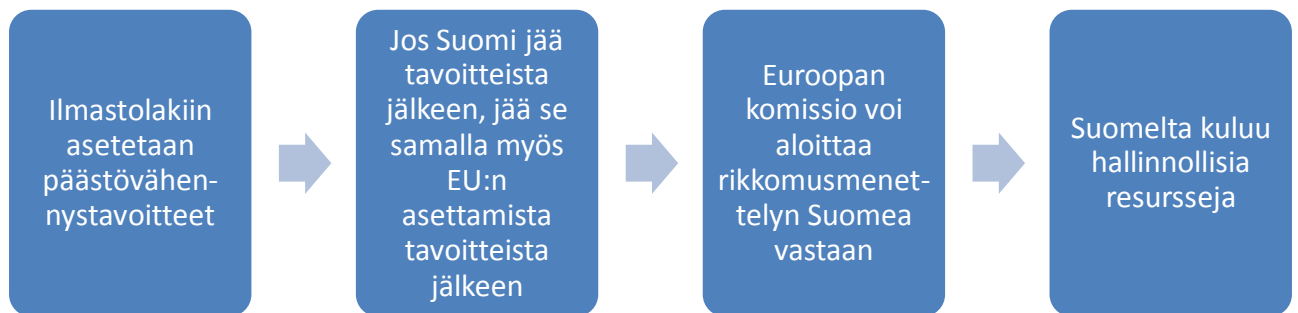 Ilmastolakiin
asetetaan
päästövähen-
nystavoitteet
Jos Suomi jää
tavoitteista
jälkeen, jää se
samalla myös
EU:n
asettamista
tavoitteista
jälkeen
Euroopan
komissio voi
aloittaa
rikkomusmenet-
telyn Suomea
vastaan
Suomelta kuluu
hallinnollisia
resursseja